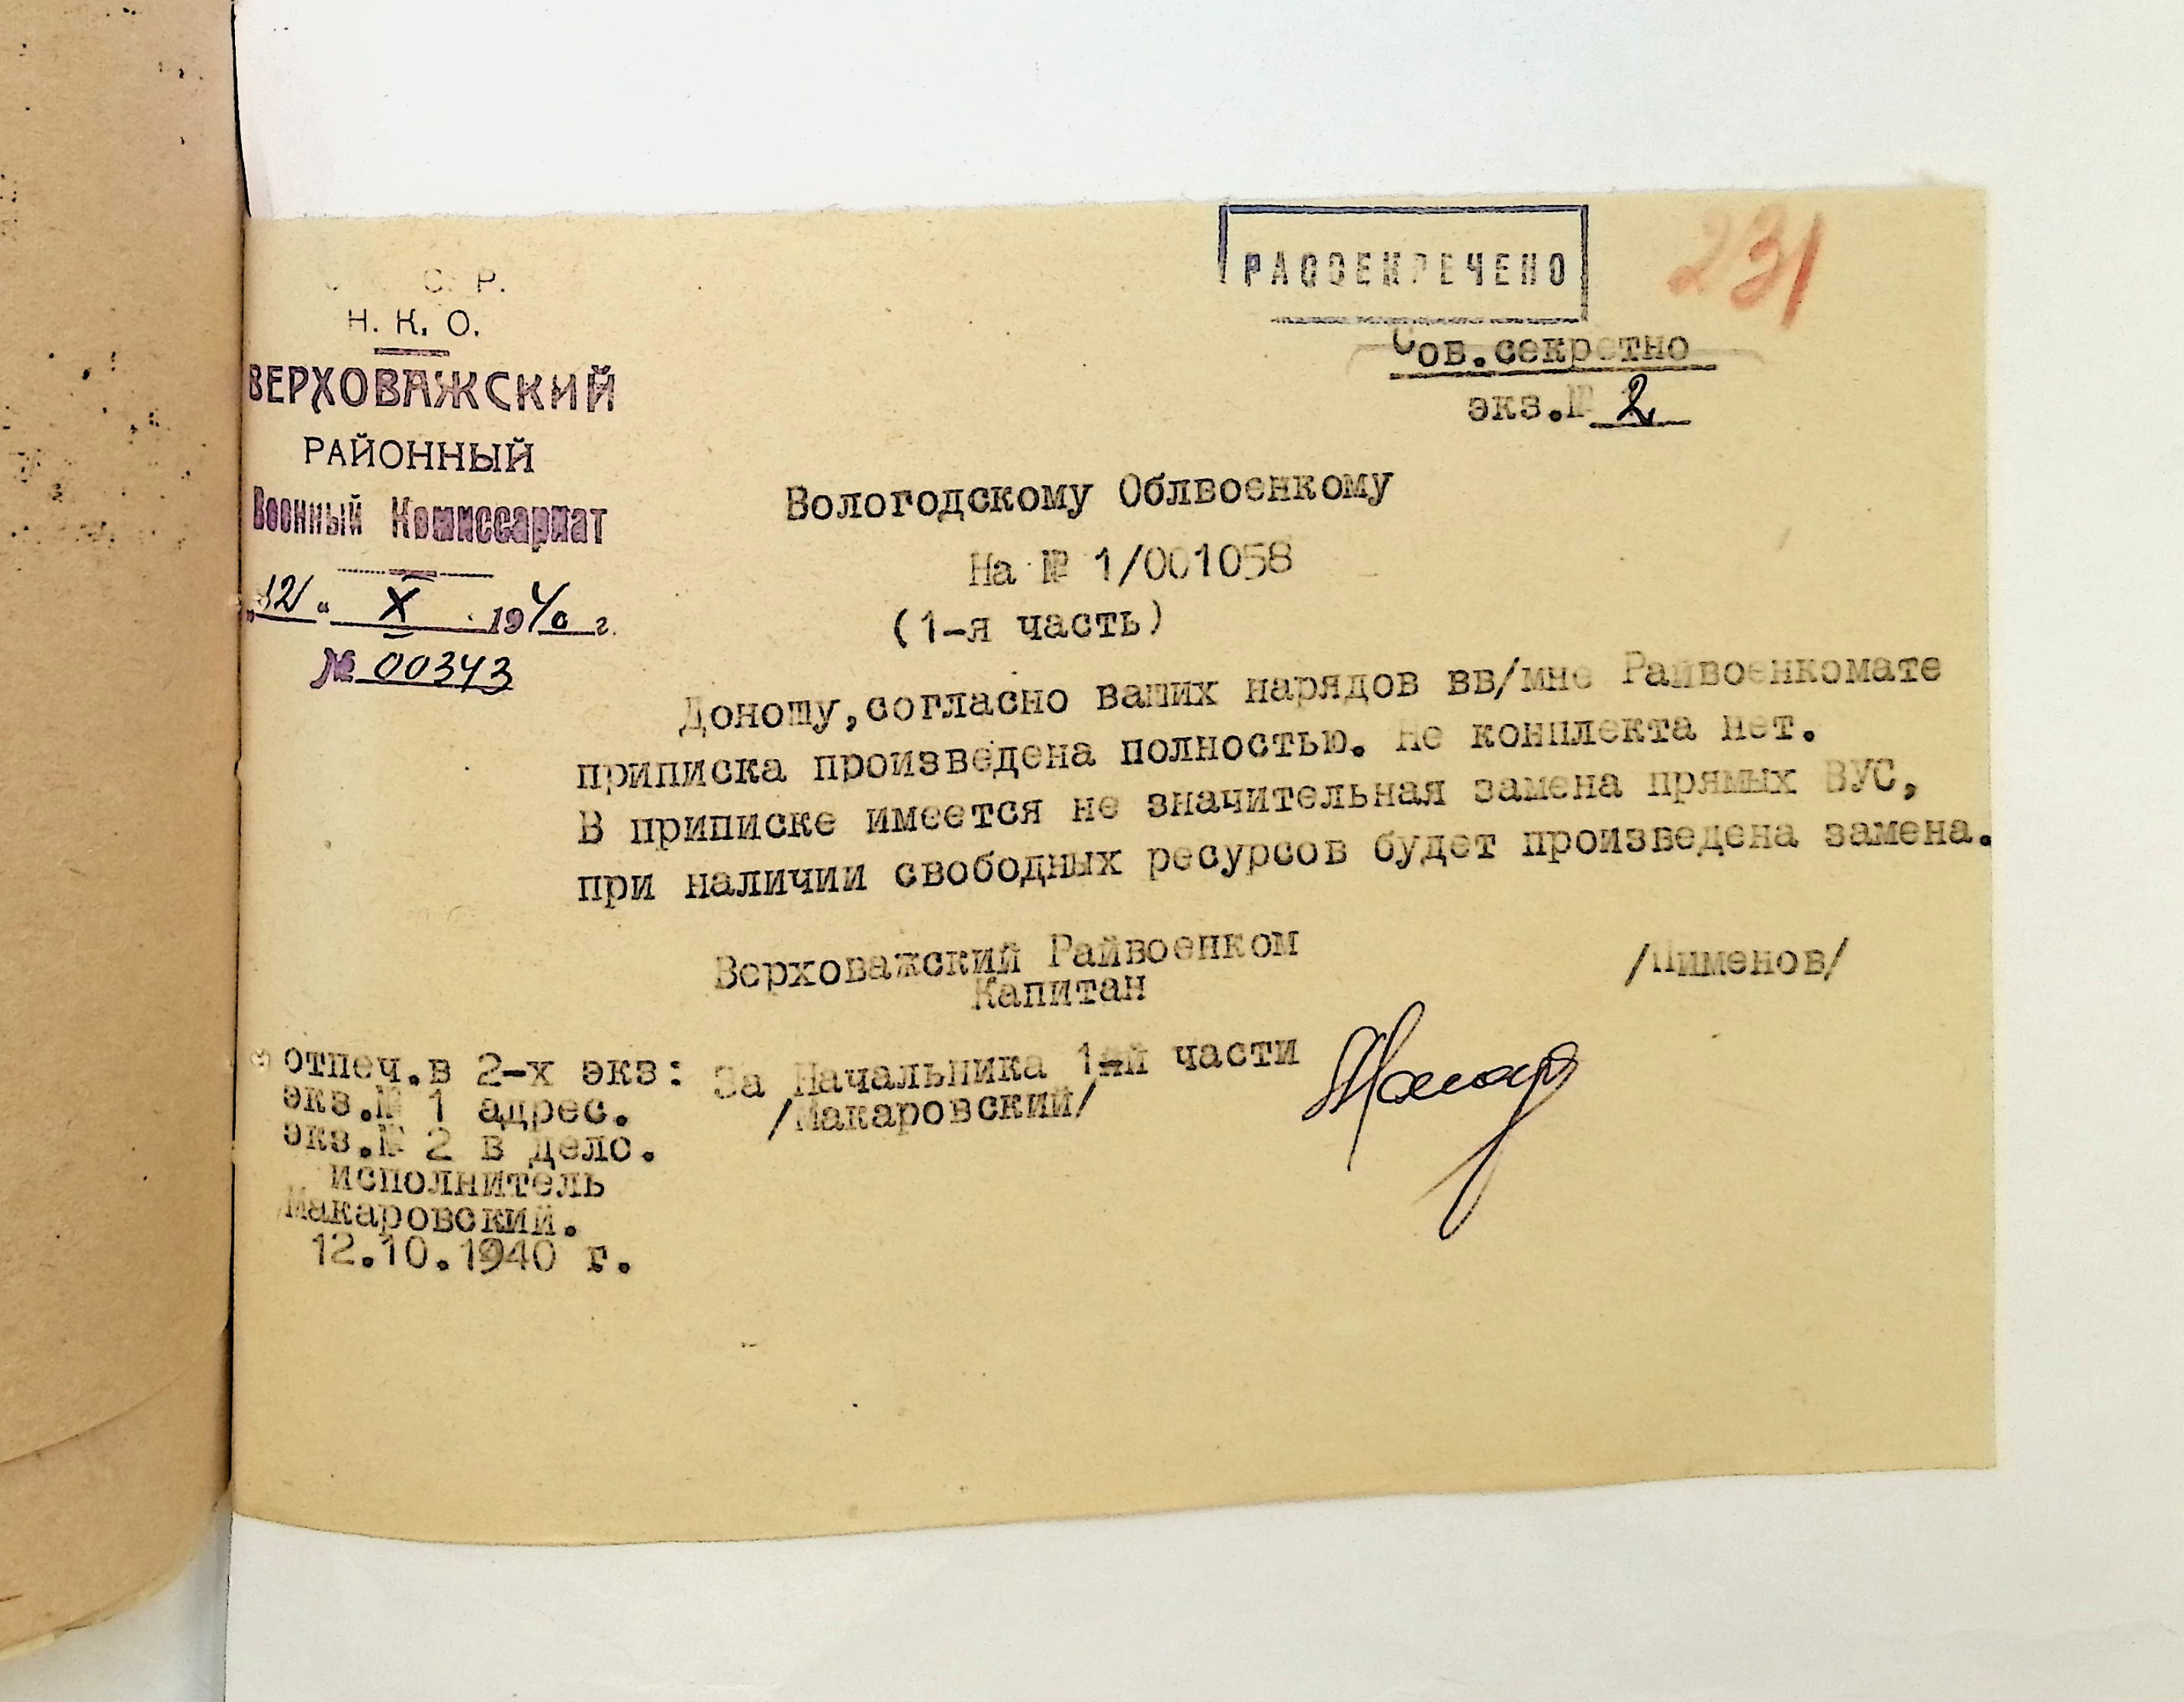 РАССЕКРЕЧЕНО
231
Сов.секретно
экз.№ 2
С. Р.
Н. К. О.
ВЕРХОВАЖСКИЙ
РАЙОННЫЙ
Военный Комиссариат
„12" X 1940 г.
№ 00343
Вологодскому Облвоенкому
На № 1/001058
(1-я часть)
Доношу,согласно ваших нарядов вв/мне Райвоенкомате
приписка произведена полностью. Не комплекта нет.
В приписке имеется не значительная замена прямых ВУС,
при наличии свободных ресурсов будет произведена замена.
Верховажский Райвоенком
Капитан /Пименов/
За Начальника 1-й части
/Макаровский/
отпеч.в 2-х экз:
экз.№ 1 адрес.
экз.№ 2 в дело.
исполнитель
Макаровский.
12.10.1940 г.